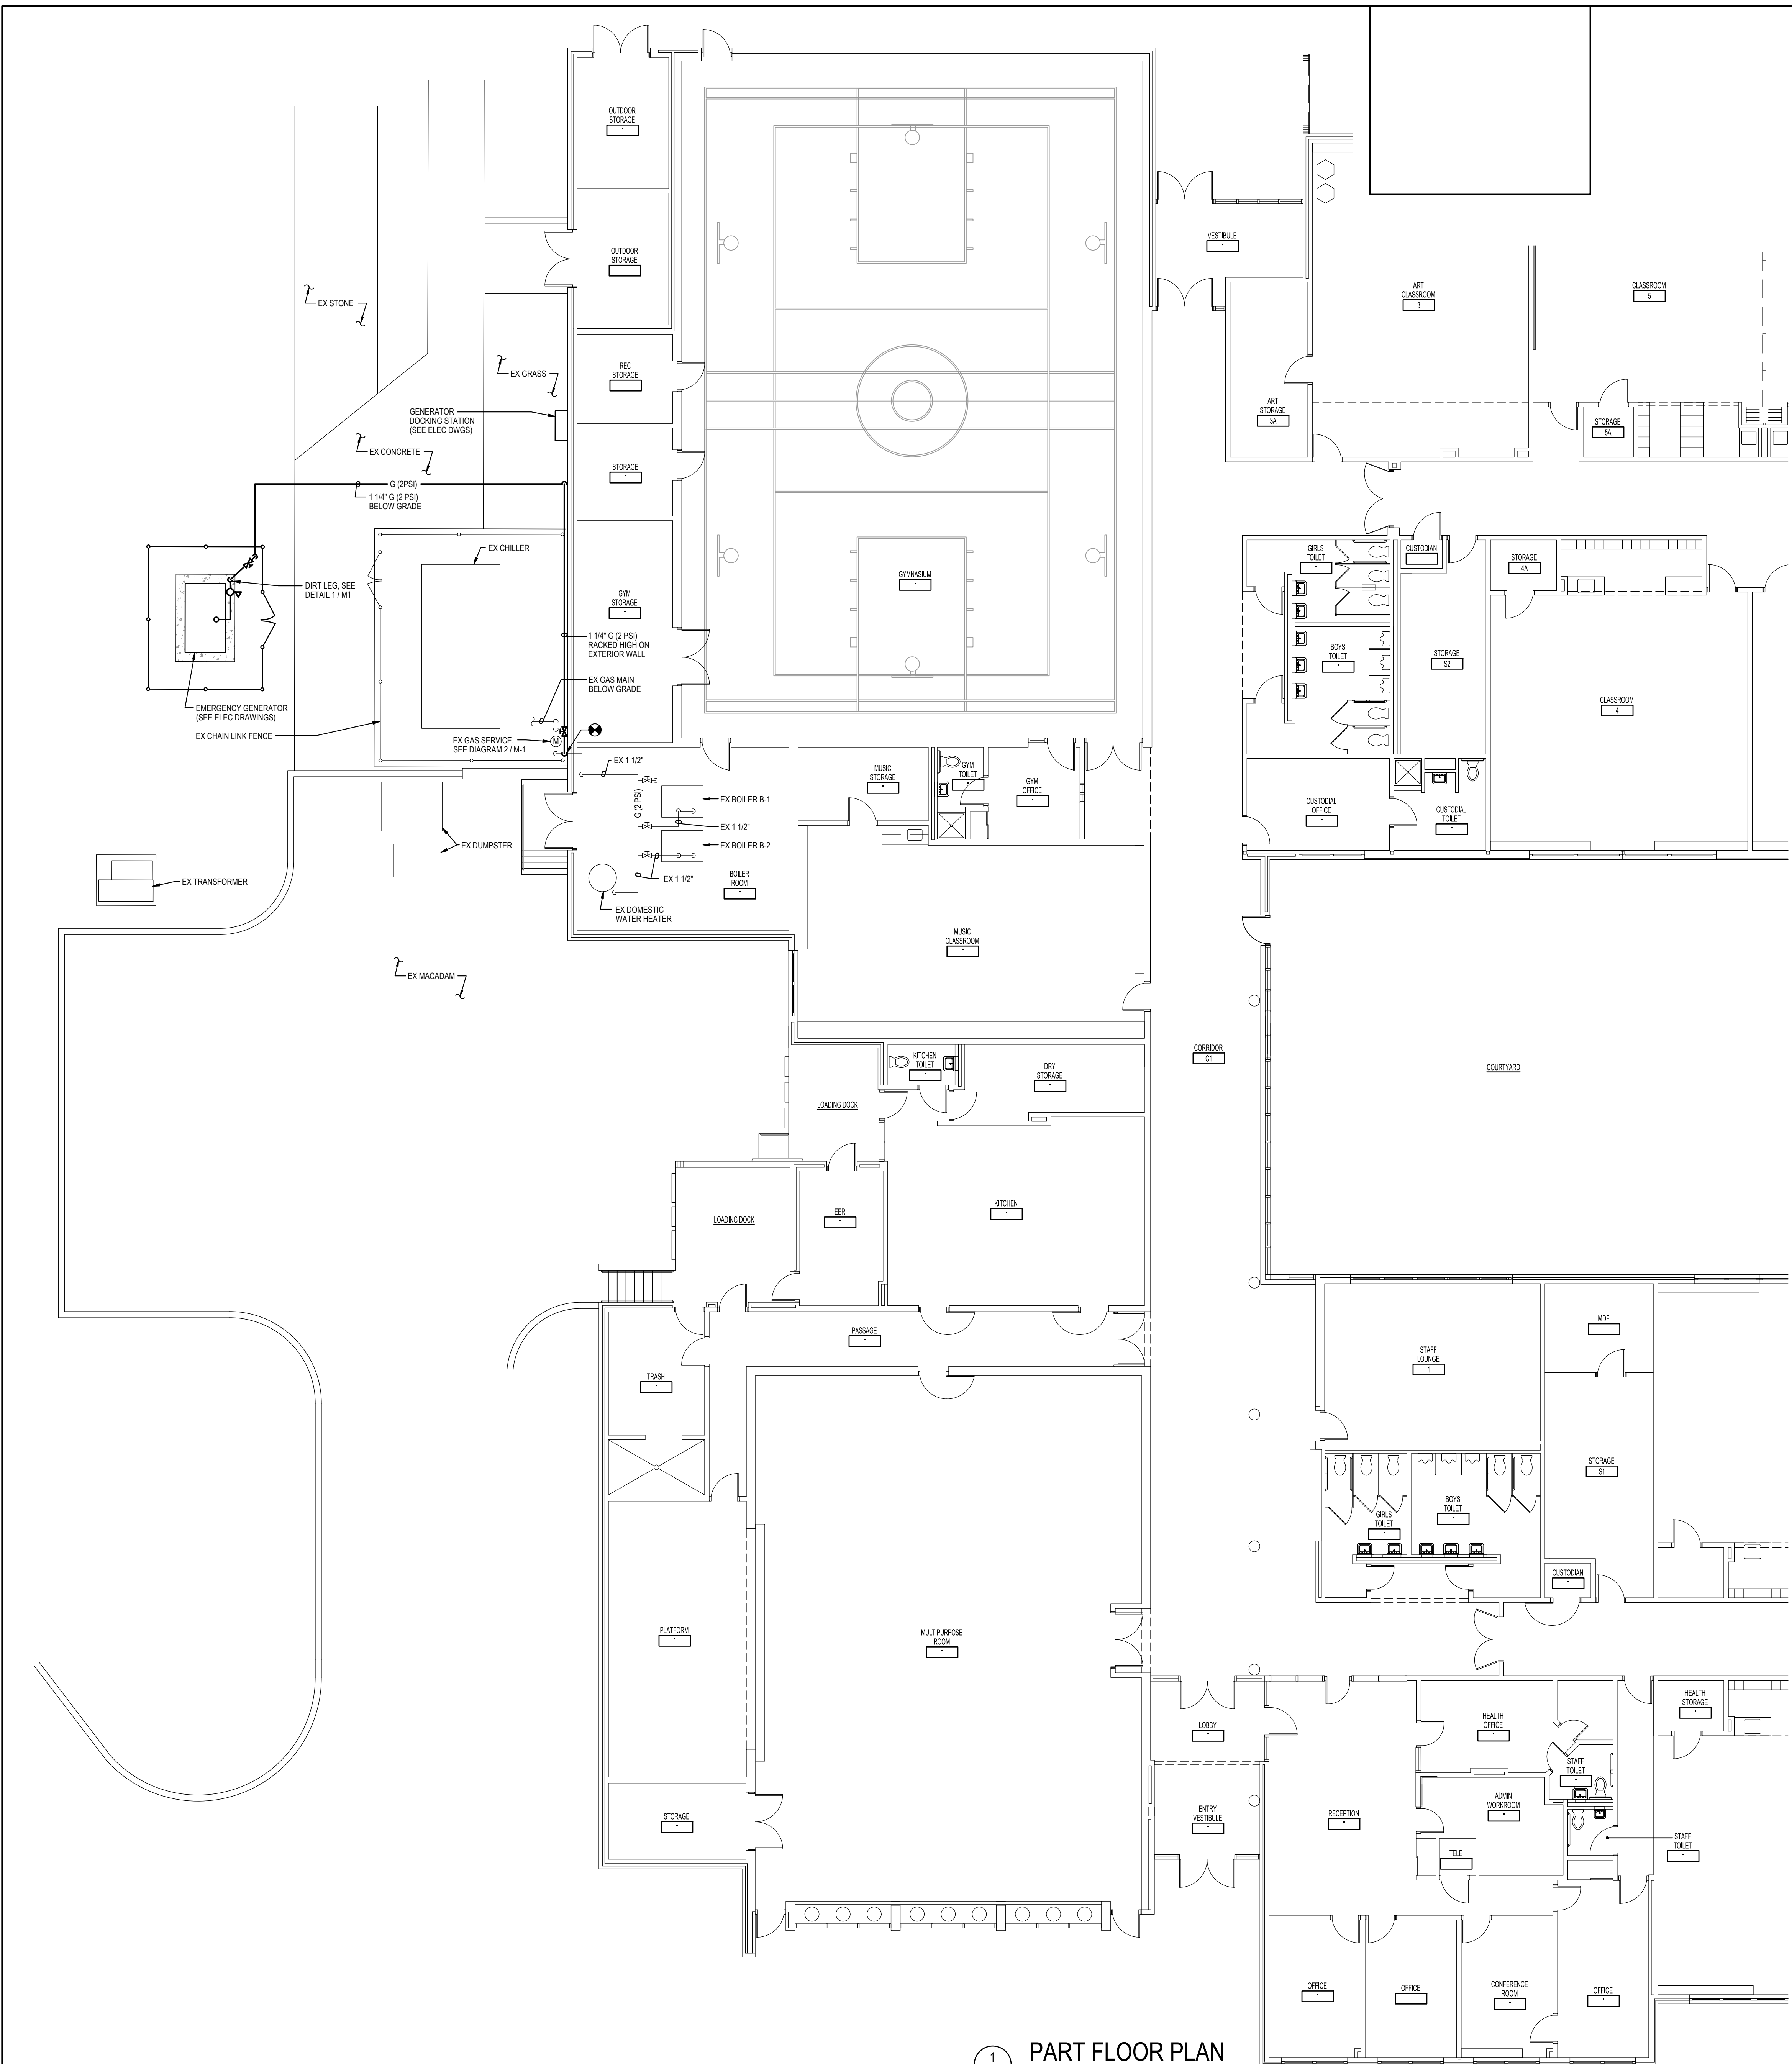 OUTDOOR
STORAGE
-
OUTDOOR
STORAGE
-
VESTIBULE
-
ART
CLASSROOM
3
CLASSROOM
5
EX STONE
REC
STORAGE
-
EX GRASS
GENERATOR
DOCKING STATION
(SEE ELEC DWGS)
ART
STORAGE
3A
STORAGE
5A
EX CONCRETE
STORAGE
-
G (2PSI)
1 1/4" G (2 PSI)
BELOW GRADE
EX CHILLER
GIRLS
TOILET
-
CUSTODIAN
-
STORAGE
4A
DIRT LEG, SEE
DETAIL 1 / M1
GYM
STORAGE
-
GYMNASIUM
-
1 1/4" G (2 PSI)
RACKED HIGH ON
EXTERIOR WALL
BOYS
TOILET
-
STORAGE
S2
CLASSROOM
4
EX GAS MAIN
BELOW GRADE
EMERGENCY GENERATOR
(SEE ELEC DRAWINGS)
EX CHAIN LINK FENCE
EX GAS SERVICE.
SEE DIAGRAM 2 / M-1
M
EX 1 1/2"
G (2 PSI)
EX BOILER B-1
EX 1 1/2"
EX BOILER B-2
EX 1 1/2"
MUSIC
STORAGE
-
GYM
TOILET
-
GYM
OFFICE
-
CUSTODIAL
OFFICE
-
CUSTODIAL
TOILET
-
EX DUMPSTER
EX TRANSFORMER
BOILER
ROOM
-
EX DOMESTIC
WATER HEATER
MUSIC
CLASSROOM
-
EX MACADAM
KITCHEN
TOILET
-
DRY
STORAGE
-
CORRIDOR
C1
COURTYARD
LOADING DOCK
LOADING DOCK
EER
-
KITCHEN
-
PASSAGE
-
MDF
STAFF
LOUNGE
1
TRASH
-
STORAGE
S1
GIRLS
TOILET
-
BOYS
TOILET
-
CUSTODIAN
-
PLATFORM
-
MULTIPURPOSE
ROOM
-
LOBBY
-
HEALTH
OFFICE
-
HEALTH
STORAGE
-
STAFF
TOILET
-
STORAGE
-
ENTRY
VESTIBULE
-
RECEPTION
-
ADMIN
WORKROOM
-
TELE
-
STAFF
TOILET
-
OFFICE
-
OFFICE
-
CONFERENCE
ROOM
-
OFFICE
-
1
PART FLOOR PLAN